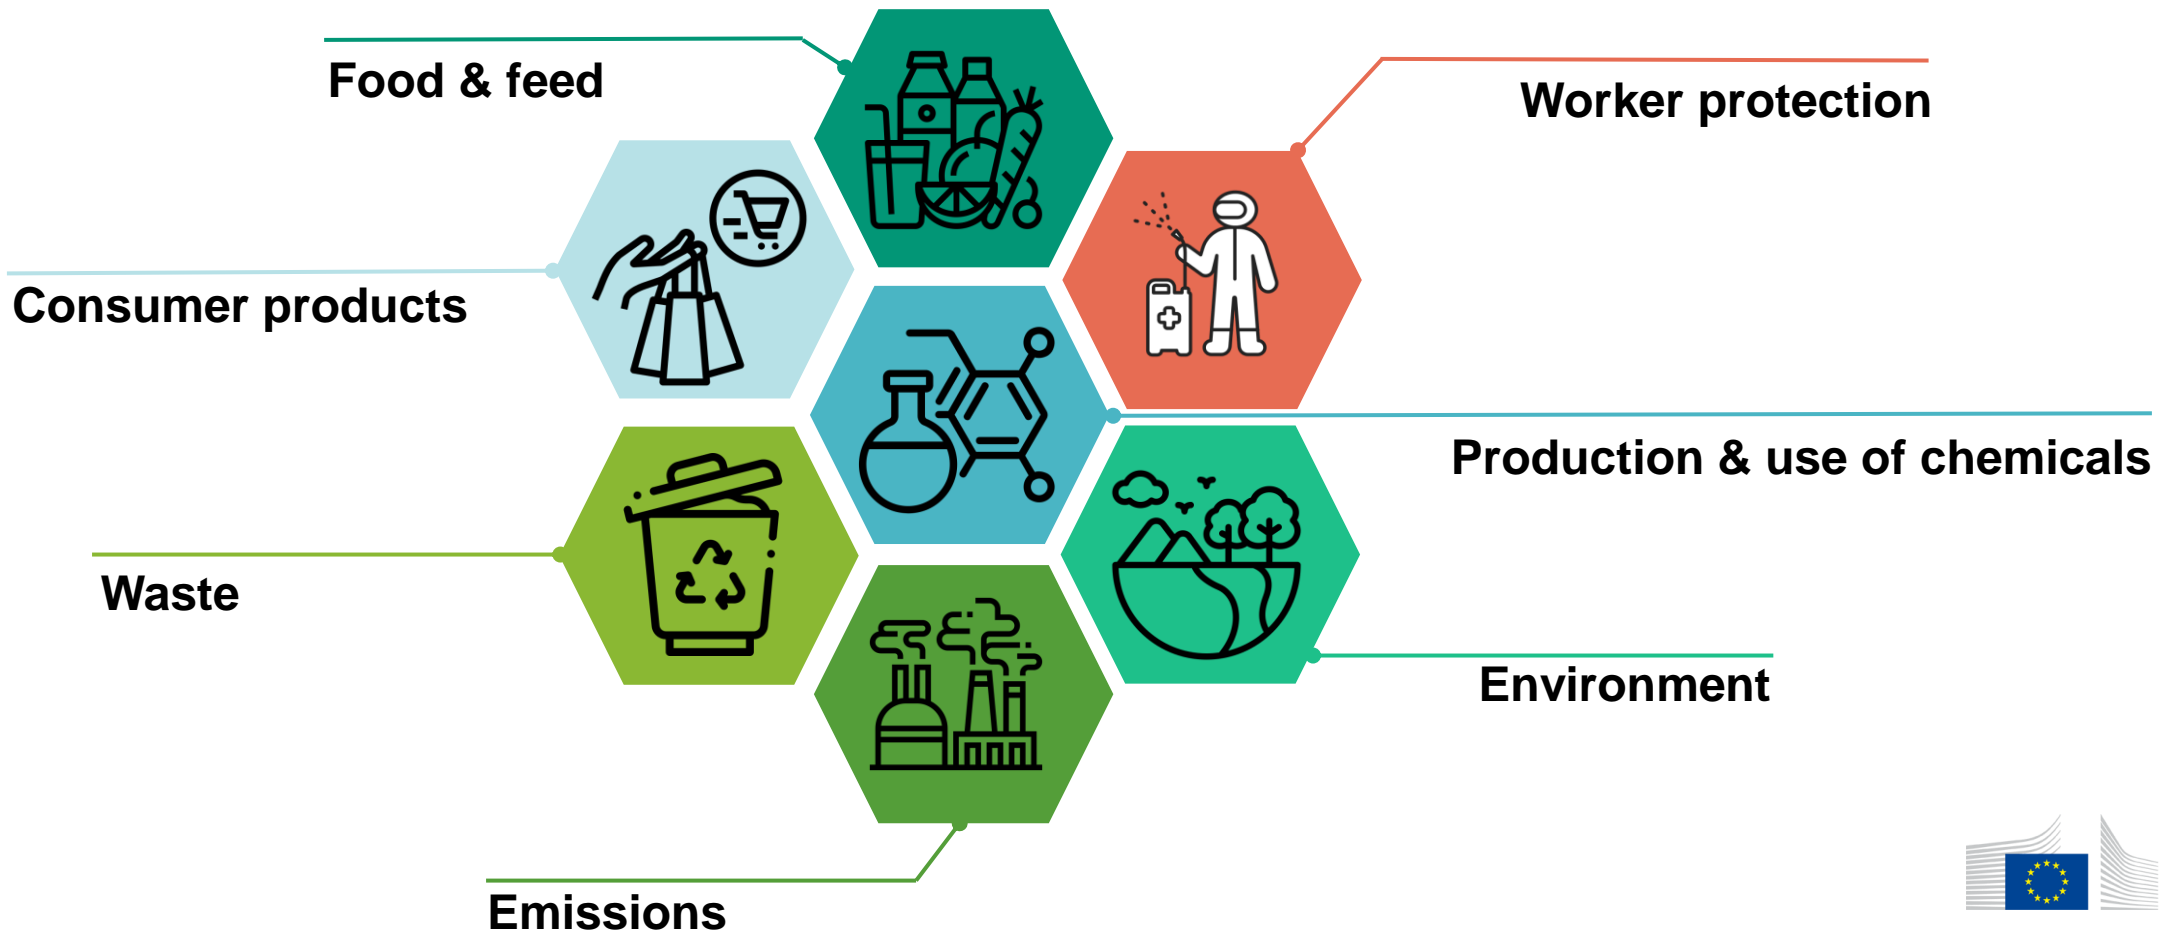 Food & feed
Worker protection
Consumer products
Production & use of chemicals
Waste
Environment
Emissions